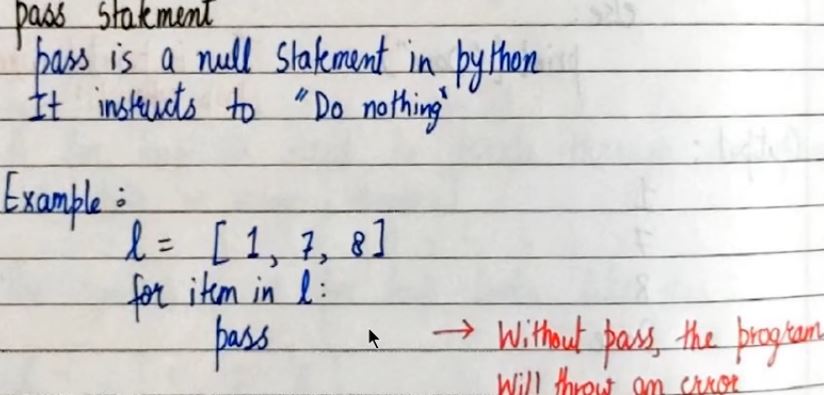 pass statement
pass is a null statement in python
It instructs to "Do nothing"
Example :
l = [ 1, 7, 8 ]
for item in l :
pass → Without pass, the program
will throw an error